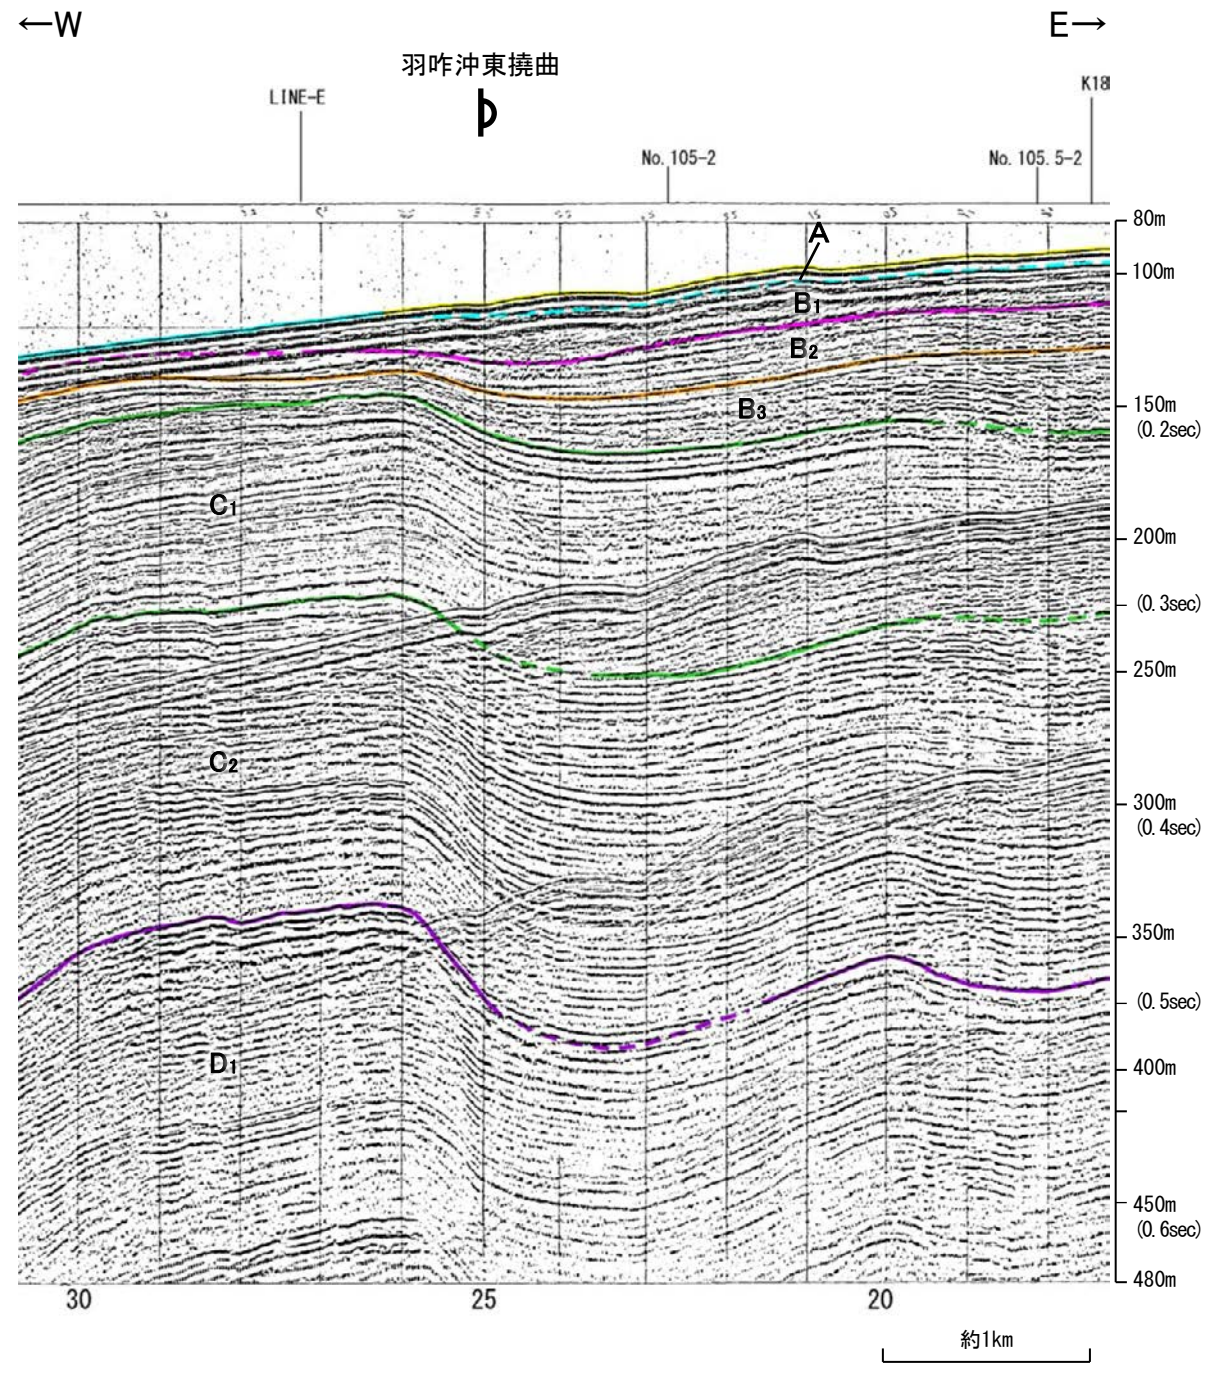 ←W
E→
羽咋沖東撓曲
LINE-E
K18
No.105-2
No.105.5-2
A
80m
100m
B1
B2
B3
150m
(0.2sec)
C1
200m
(0.3sec)
250m
C2
300m
(0.4sec)
350m
(0.5sec)
D1
400m
450m
(0.6sec)
480m
30
25
20
約1km